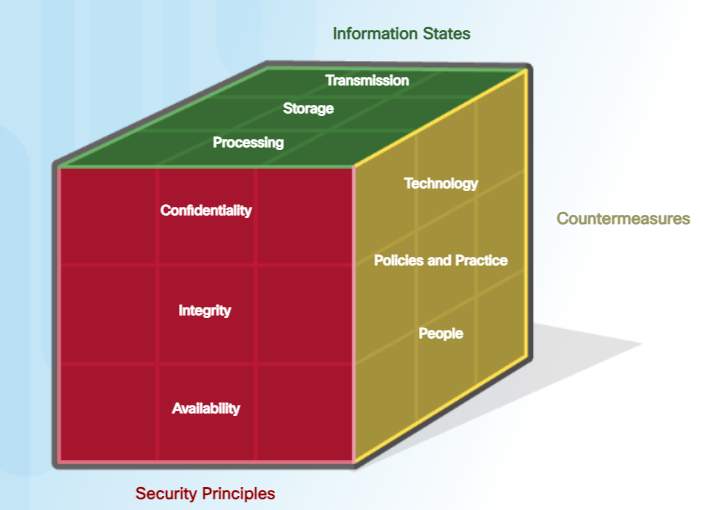 Information States
Transmission
Storage
Processing
Confidentiality
Technology
Countermeasures
Policies and Practice
Integrity
People
Availability
Security Principles